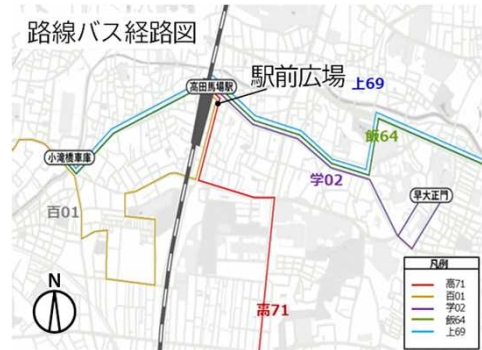 路線バス経路図
高田馬場駅
駅前広場
上69
飯64
小滝橋車庫
学02
早大正門
百01
高71
N
凡例
高71
百01
学02
飯64
上69